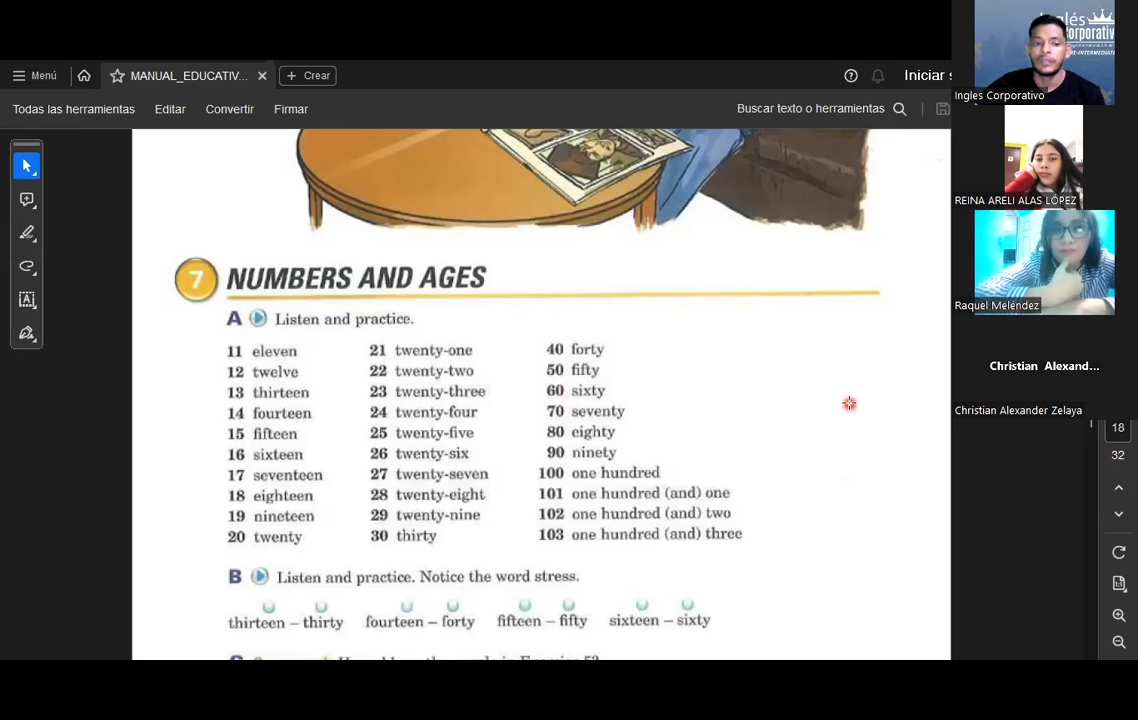 Menú
MANUAL_EDUCATIV...
Crear
Iniciar s
Todas las herramientas
Editar
Convertir
Firmar
Buscar texto o herramientas
7 NUMBERS AND AGES
A Listen and practice.
11 eleven
12 twelve
13 thirteen
14 fourteen
15 fifteen
16 sixteen
17 seventeen
18 eighteen
19 nineteen
20 twenty
21 twenty-one
22 twenty-two
23 twenty-three
24 twenty-four
25 twenty-five
26 twenty-six
27 twenty-seven
28 twenty-eight
29 twenty-nine
30 thirty
40 forty
50 fifty
60 sixty
70 seventy
80 eighty
90 ninety
100 one hundred
101 one hundred (and) one
102 one hundred (and) two
103 one hundred (and) three
B Listen and practice. Notice the word stress.
thirteen – thirty fourteen – forty fifteen – fifty sixteen – sixty
Ingles Corporativo
REINA ARELI ALAS LÓPEZ
Raquel Meléndez
Christian Alexand...
Christian Alexander Zelaya
18
32